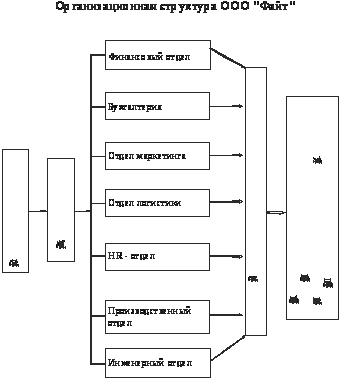 Организационная структура ООО "Файт"
Финансовый отдел
Бухгалтерия
Отдел маркетинга
Отдел логистики
HR - отдел
Производственный
отдел
Инженерный отдел